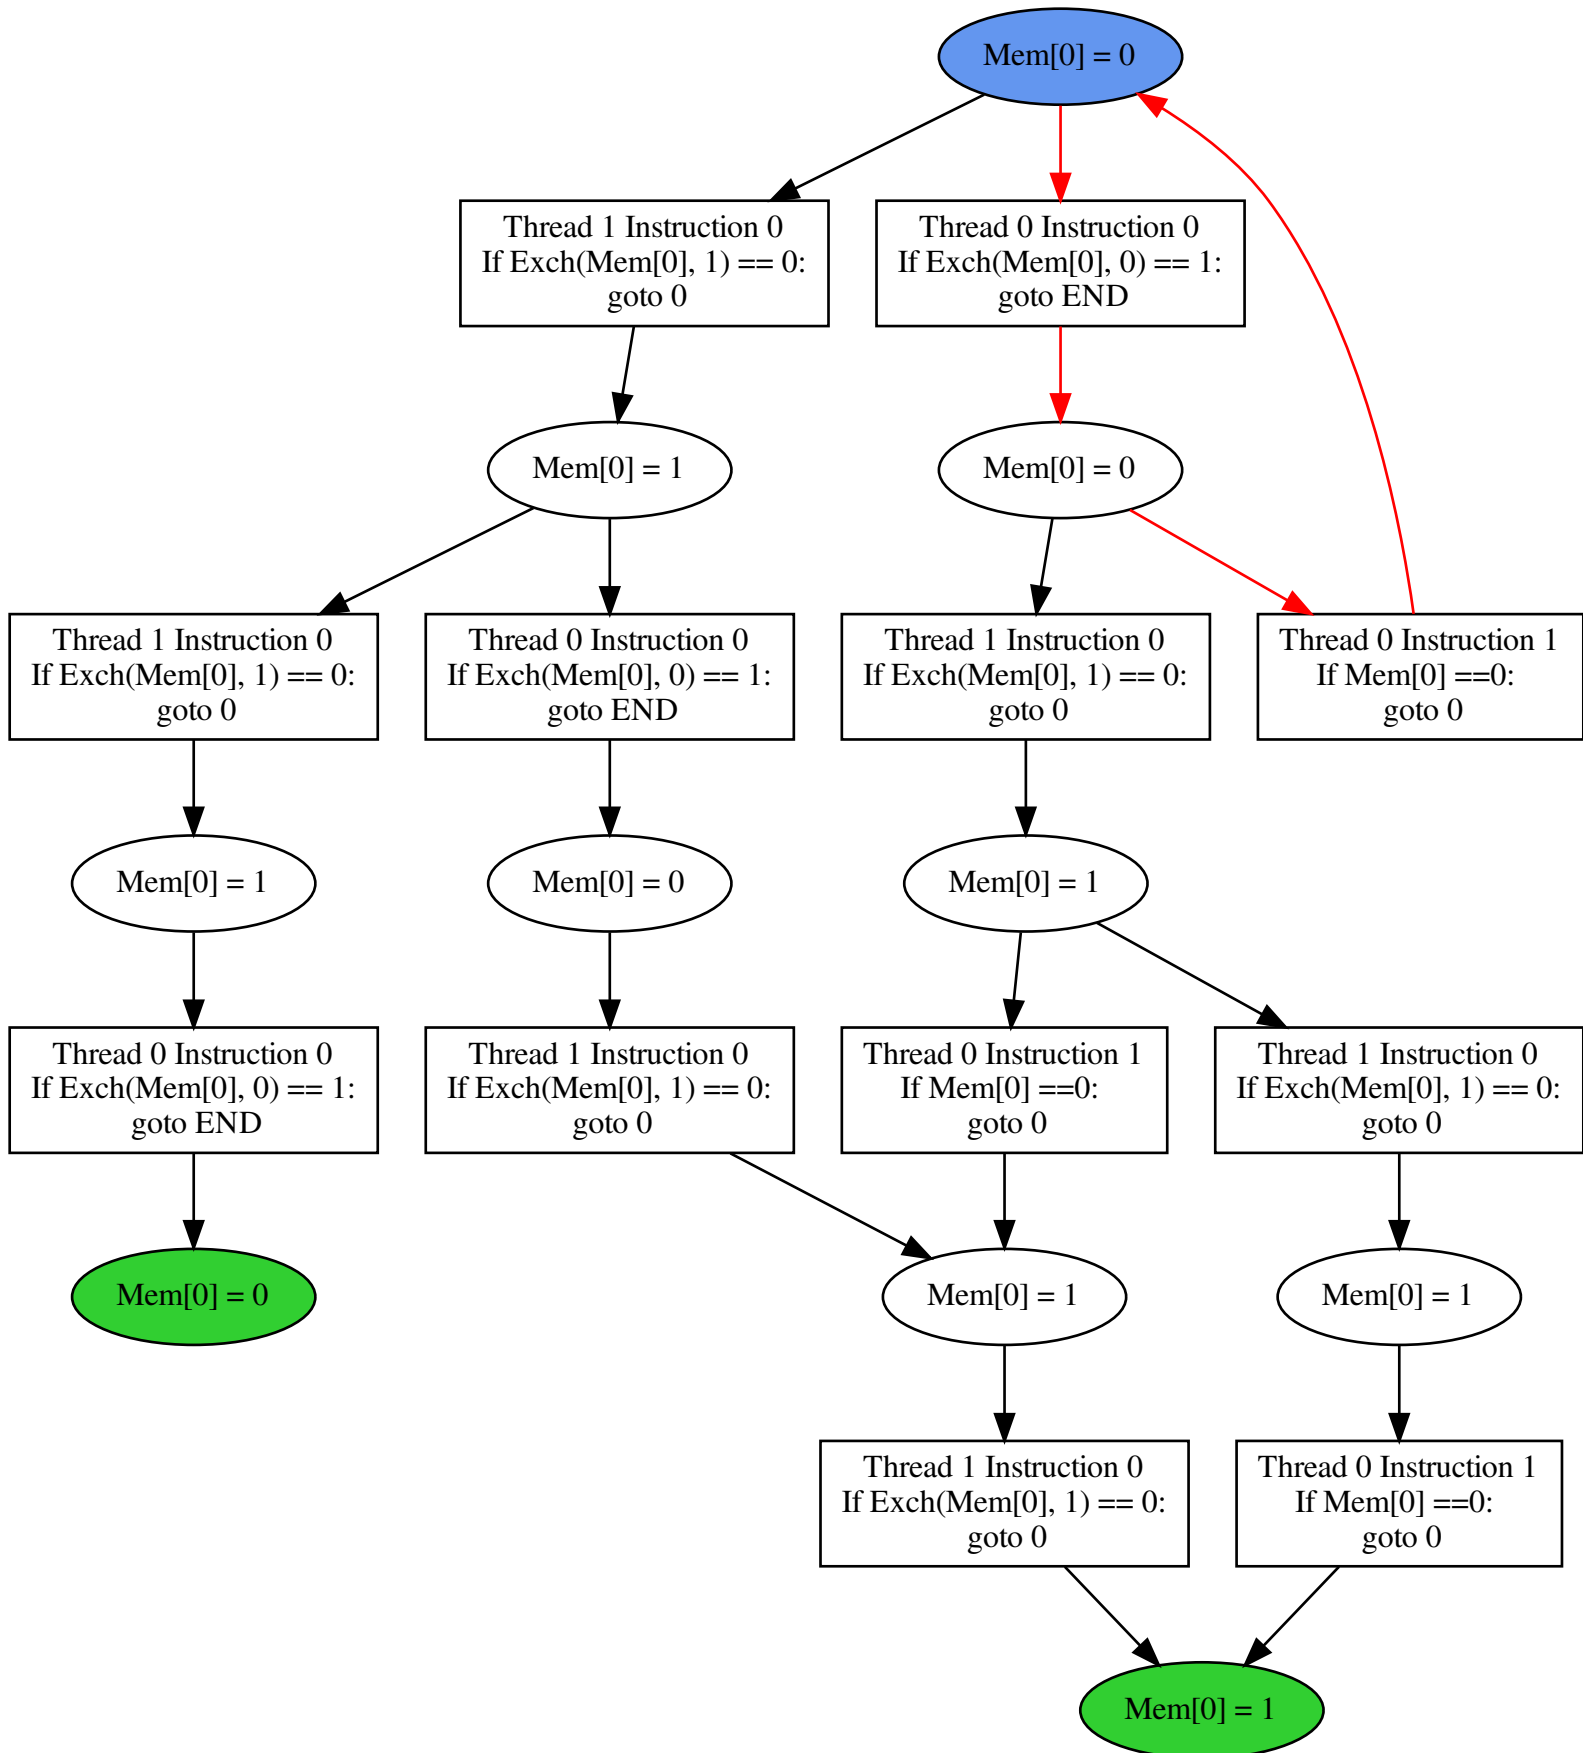 Mem[0] = 0
Thread 1 Instruction 0
If Exch(Mem[0], 1) == 0:
goto 0
Thread 0 Instruction 0
If Exch(Mem[0], 0) == 1:
goto END
Mem[0] = 1
Mem[0] = 0
Thread 1 Instruction 0
If Exch(Mem[0], 1) == 0:
goto 0
Thread 0 Instruction 0
If Exch(Mem[0], 0) == 1:
goto END
Thread 1 Instruction 0
If Exch(Mem[0], 1) == 0:
goto 0
Thread 0 Instruction 1
If Mem[0] ==0:
goto 0
Mem[0] = 1
Mem[0] = 0
Mem[0] = 1
Thread 0 Instruction 0
If Exch(Mem[0], 0) == 1:
goto END
Thread 1 Instruction 0
If Exch(Mem[0], 1) == 0:
goto 0
Thread 0 Instruction 1
If Mem[0] ==0:
goto 0
Thread 1 Instruction 0
If Exch(Mem[0], 1) == 0:
goto 0
Mem[0] = 0
Mem[0] = 1
Mem[0] = 1
Thread 1 Instruction 0
If Exch(Mem[0], 1) == 0:
goto 0
Thread 0 Instruction 1
If Mem[0] ==0:
goto 0
Mem[0] = 1